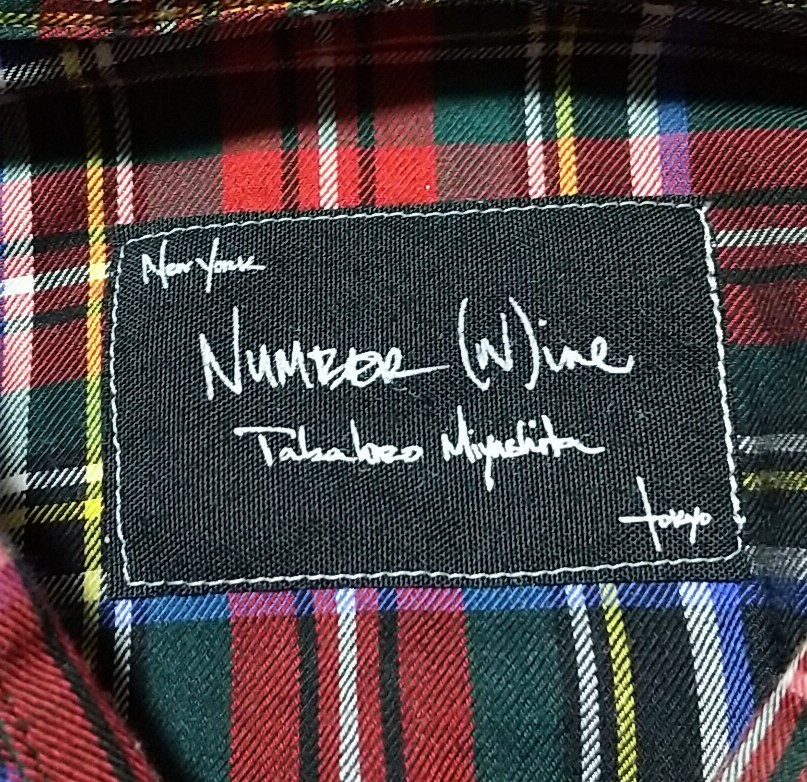 New York
NUMBER (N)ine
Takahiro Miyashita
tokyo